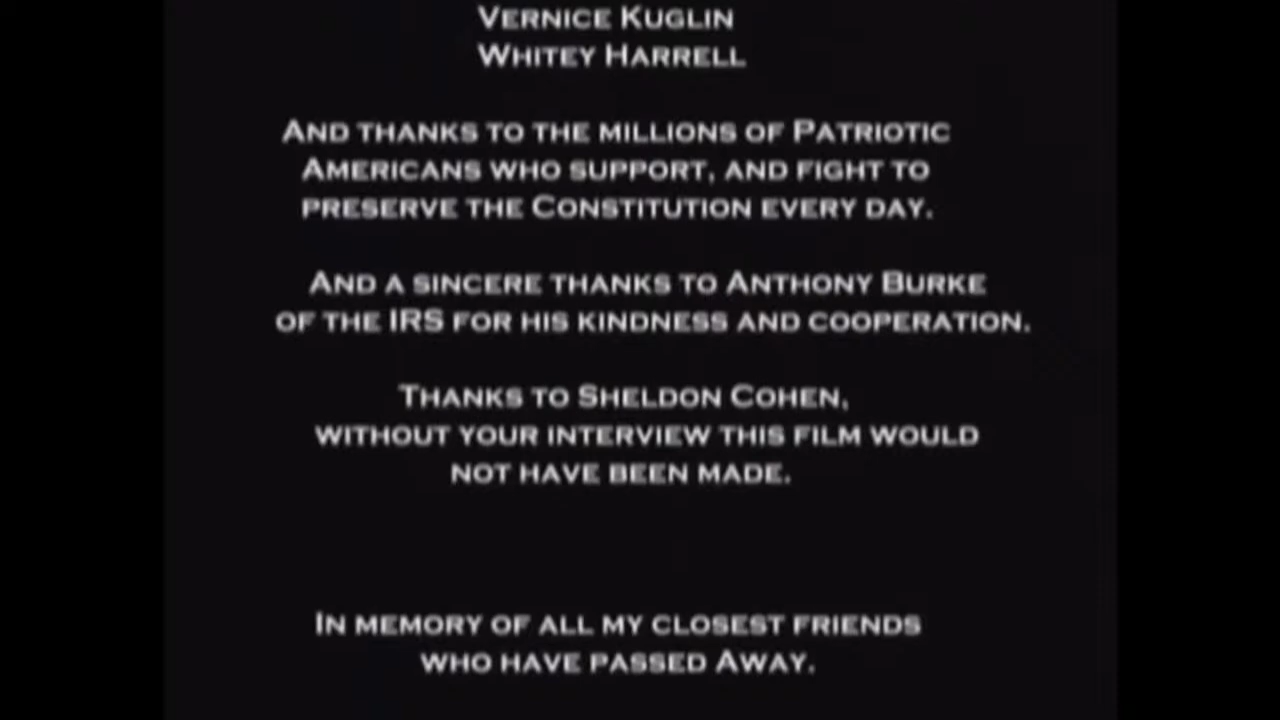 Vernice Kuglin
Whitey Harrell
And thanks to the millions of Patriotic
Americans who support, and fight to
preserve the Constitution every day.
And a sincere thanks to Anthony Burke
of the IRS for his kindness and cooperation.
Thanks to Sheldon Cohen,
without your interview this film would
not have been made.
In memory of all my closest friends
who have passed Away.